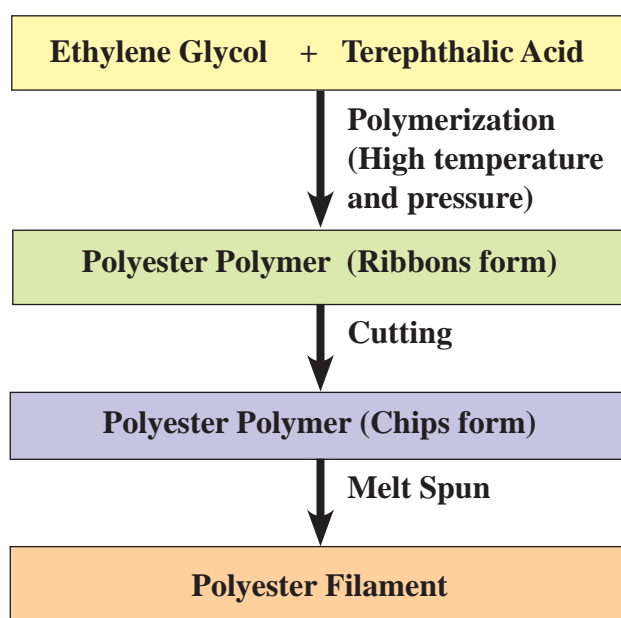 Ethylene Glycol + Terephthalic Acid
Polymerization
(High temperature
and pressure)
Polyester Polymer (Ribbons form)
Cutting
Polyester Polymer (Chips form)
Melt Spun
Polyester Filament